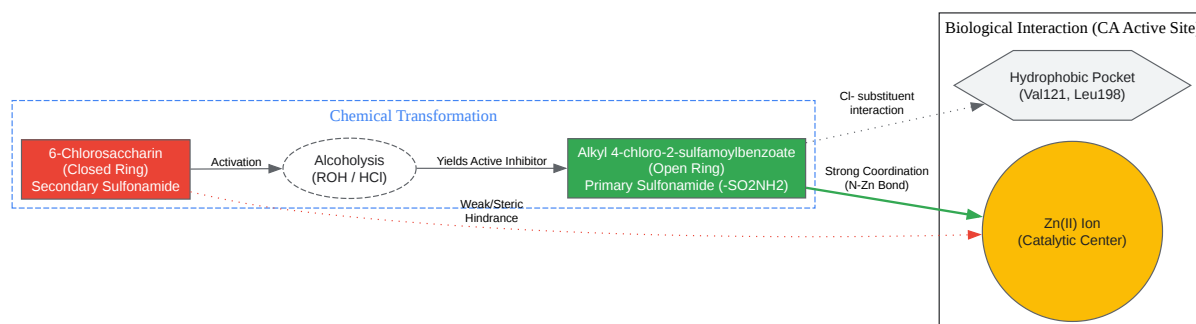 Biological Interaction (CA Active Site
Hydrophobic Pocket
(Val121, Leu198)
Cl- substituent
interaction
Chemical Transformation
6-Chlorosaccharin
(Closed Ring)
Secondary Sulfonamide
Activation
Alcoholysis
(ROH / HCl)
Yields Active Inhibitor
Alkyl 4-chloro-2-sulfamoylbenzoate
(Open Ring)
Primary Sulfonamide (-SO2NH2)
Strong Coordination
(N-Zn Bond)
Weak/Steric
Hindrance
Zn(II) Ion
(Catalytic Center)